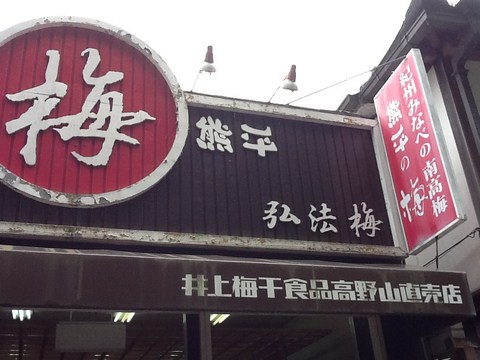 梅
熊平
弘法梅
紀州みなべの南高梅
熊平の梅
井上梅干食品高野山直売店